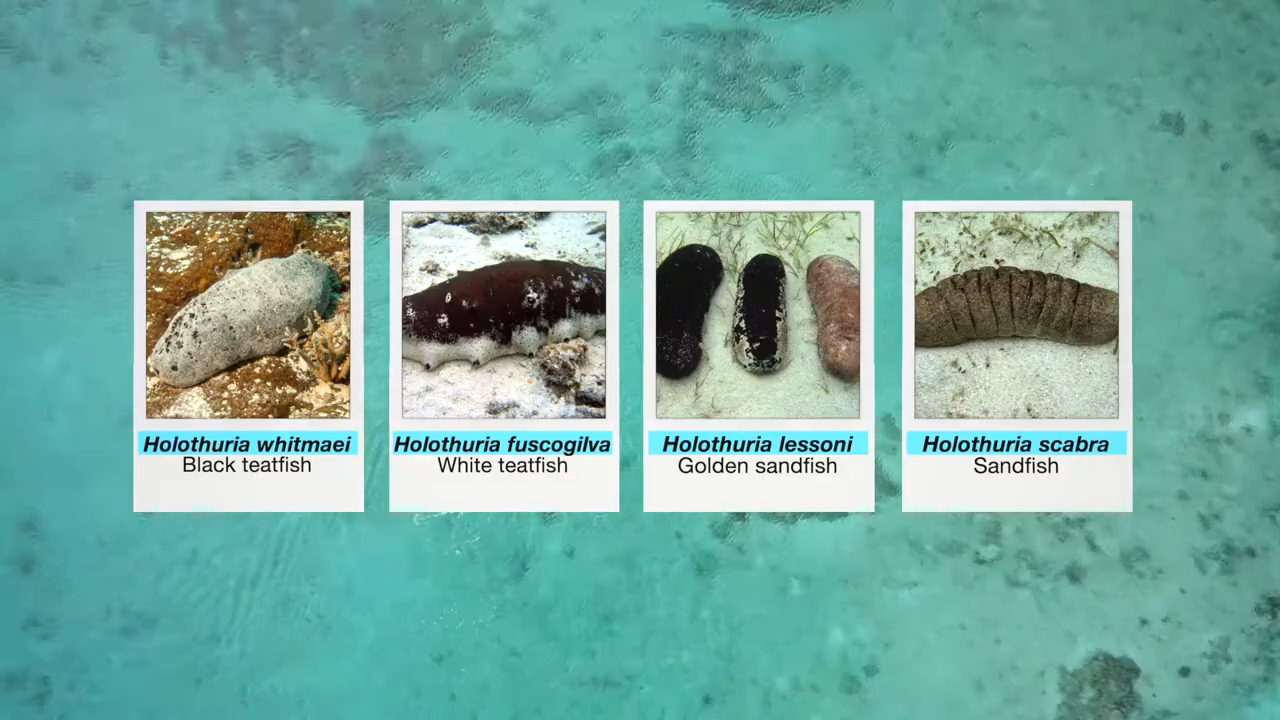 Holothuria whitmaei
Black teatfish
Holothuria fuscogilva
White teatfish
Holothuria lessoni
Golden sandfish
Holothuria scabra
Sandfish